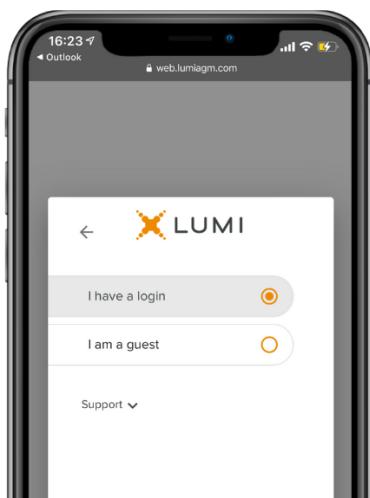 16:23
Outlook
web.lumiagm.com
LUMI
I have a login
I am a guest
Support